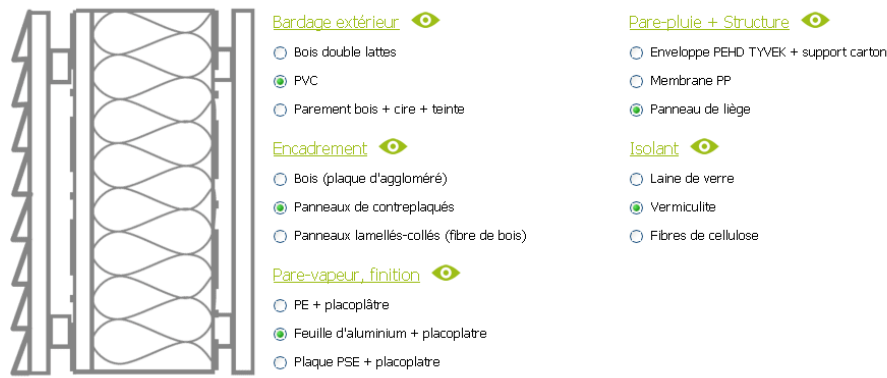 Bardage extérieur
Bois double lattes
PVC
Parement bois + cire + teinte
Encadrement
Bois (plaque d'aggloméré)
Panneaux de contreplaqués
Panneaux lamellés-collés (fibre de bois)
Pare-vapeur, finition
PE + placoplâtre
Feuille d'aluminium + placoplatre
Plaque PSE + placoplatre
Pare-pluie + Structure
Enveloppe PEHD TYVEK + support carton
Membrane PP
Panneau de liège
Isolant
Laine de verre
Vermiculite
Fibres de cellulose